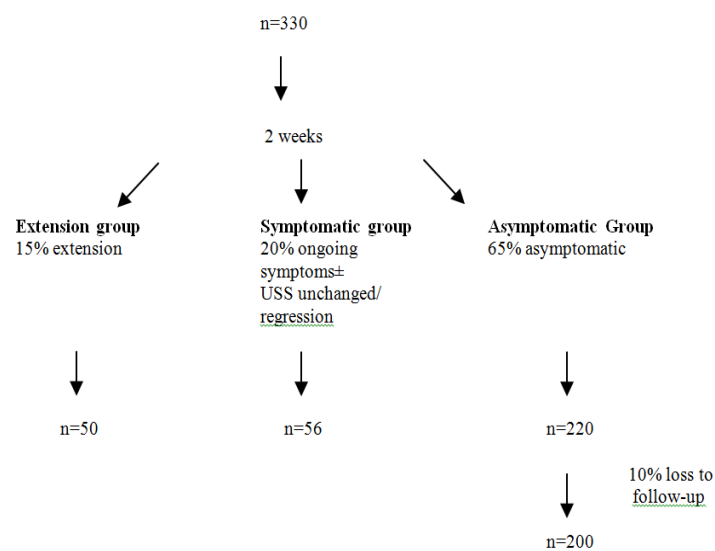 n=330
2 weeks
Extension group
15% extension
Symptomatic group
20% ongoing
symptoms±
USS unchanged/
regression
Asymptomatic Group
65% asymptomatic
n=50
n=56
n=220
10% loss to
follow-up
n=200